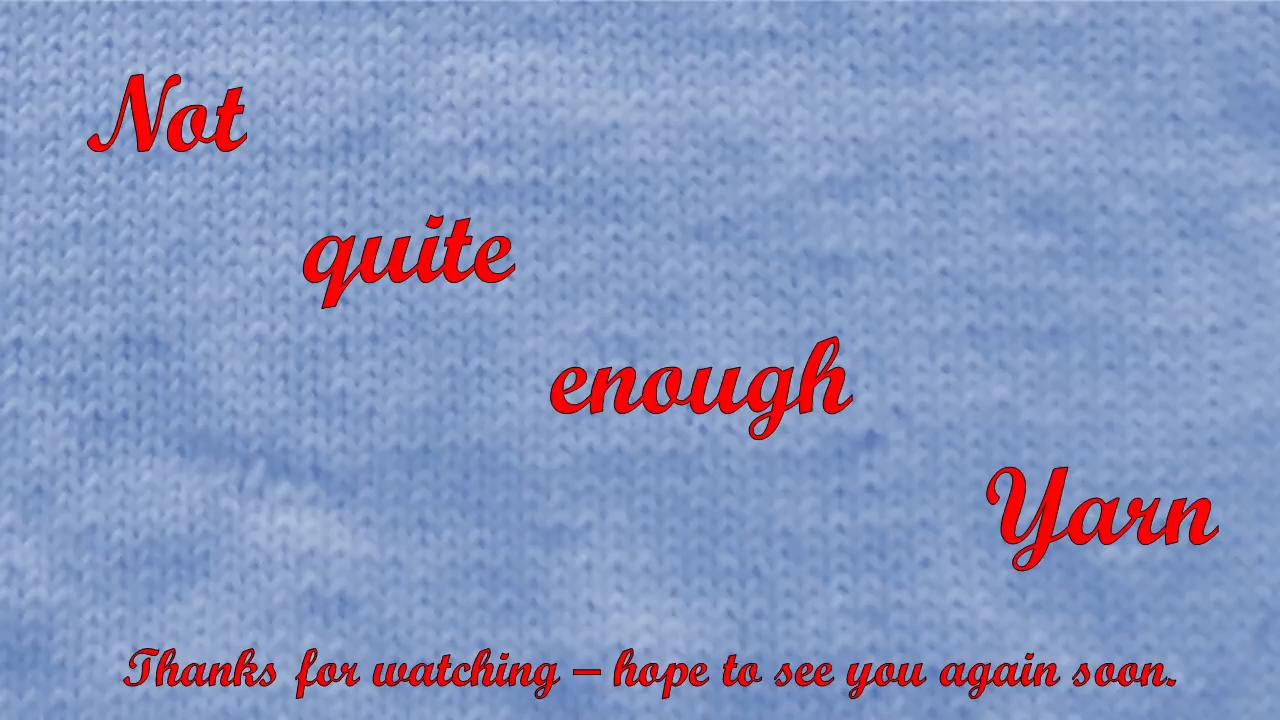 Not
quite
enough
Yarn
Thanks for watching – hope to see you again soon.